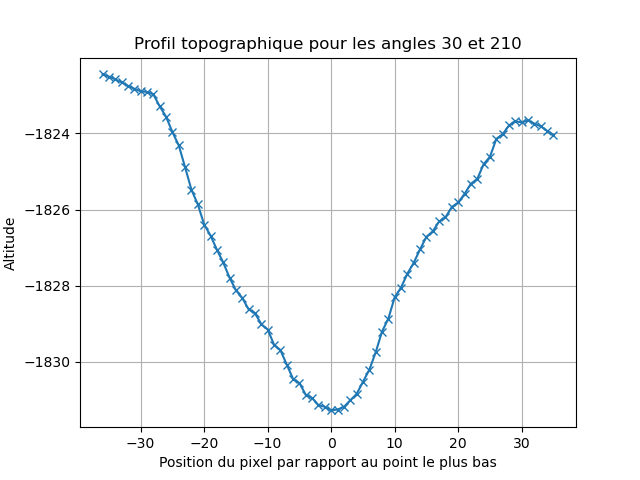 Profil topographique pour les angles 30 et 210
−1824
−1826
−1828
−1830
Altitude
−30 −20 −10 0 10 20 30
Position du pixel par rapport au point le plus bas